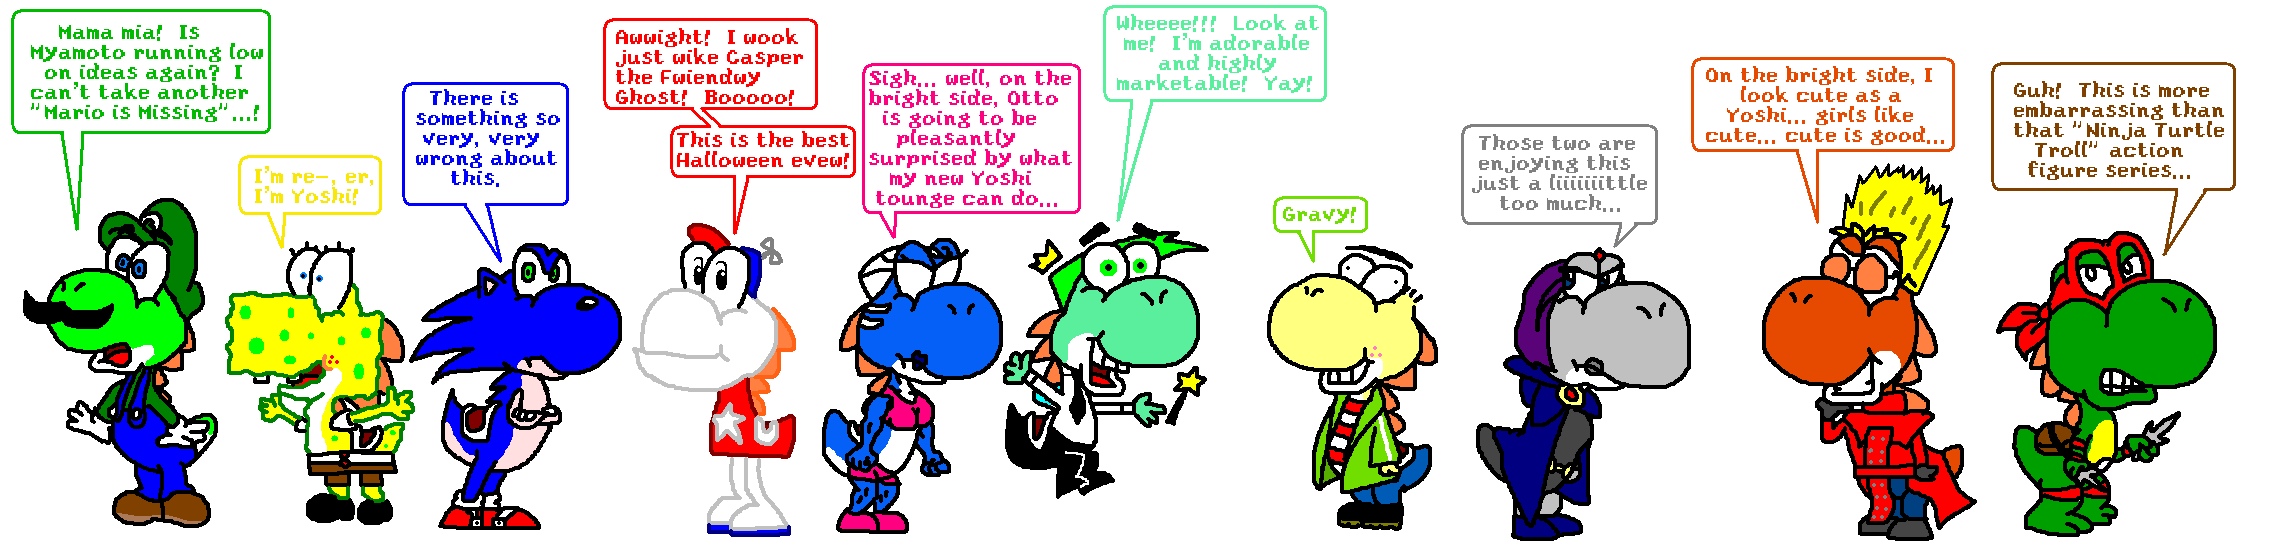 Mama mia! Is
Myamoto running low
on ideas again? I
can't take another
"Mario is Missing"...!
I'm re-, er,
I'm Yoshi!
There is
something so
very, very
wrong about
this.
Awwight! I wook
just wike Casper
the Fwiendwy
Ghost! Booooo!
This is the best
Halloween evew!
Sigh... well, on the
bright side, Otto
is going to be
pleasantly
surprised by what
my new Yoshi
tounge can do...
Wheeee!!! Look at
me! I'm adorable
and highly
marketable! Yay!
Gravy!
Those two are
enjoying this
just a liiiiiiittle
too much...
On the bright side, I
look cute as a
Yoshi... girls like
cute... cute is good...
Guh! This is more
embarrassing than
that "Ninja Turtle
Troll" action
figure series...